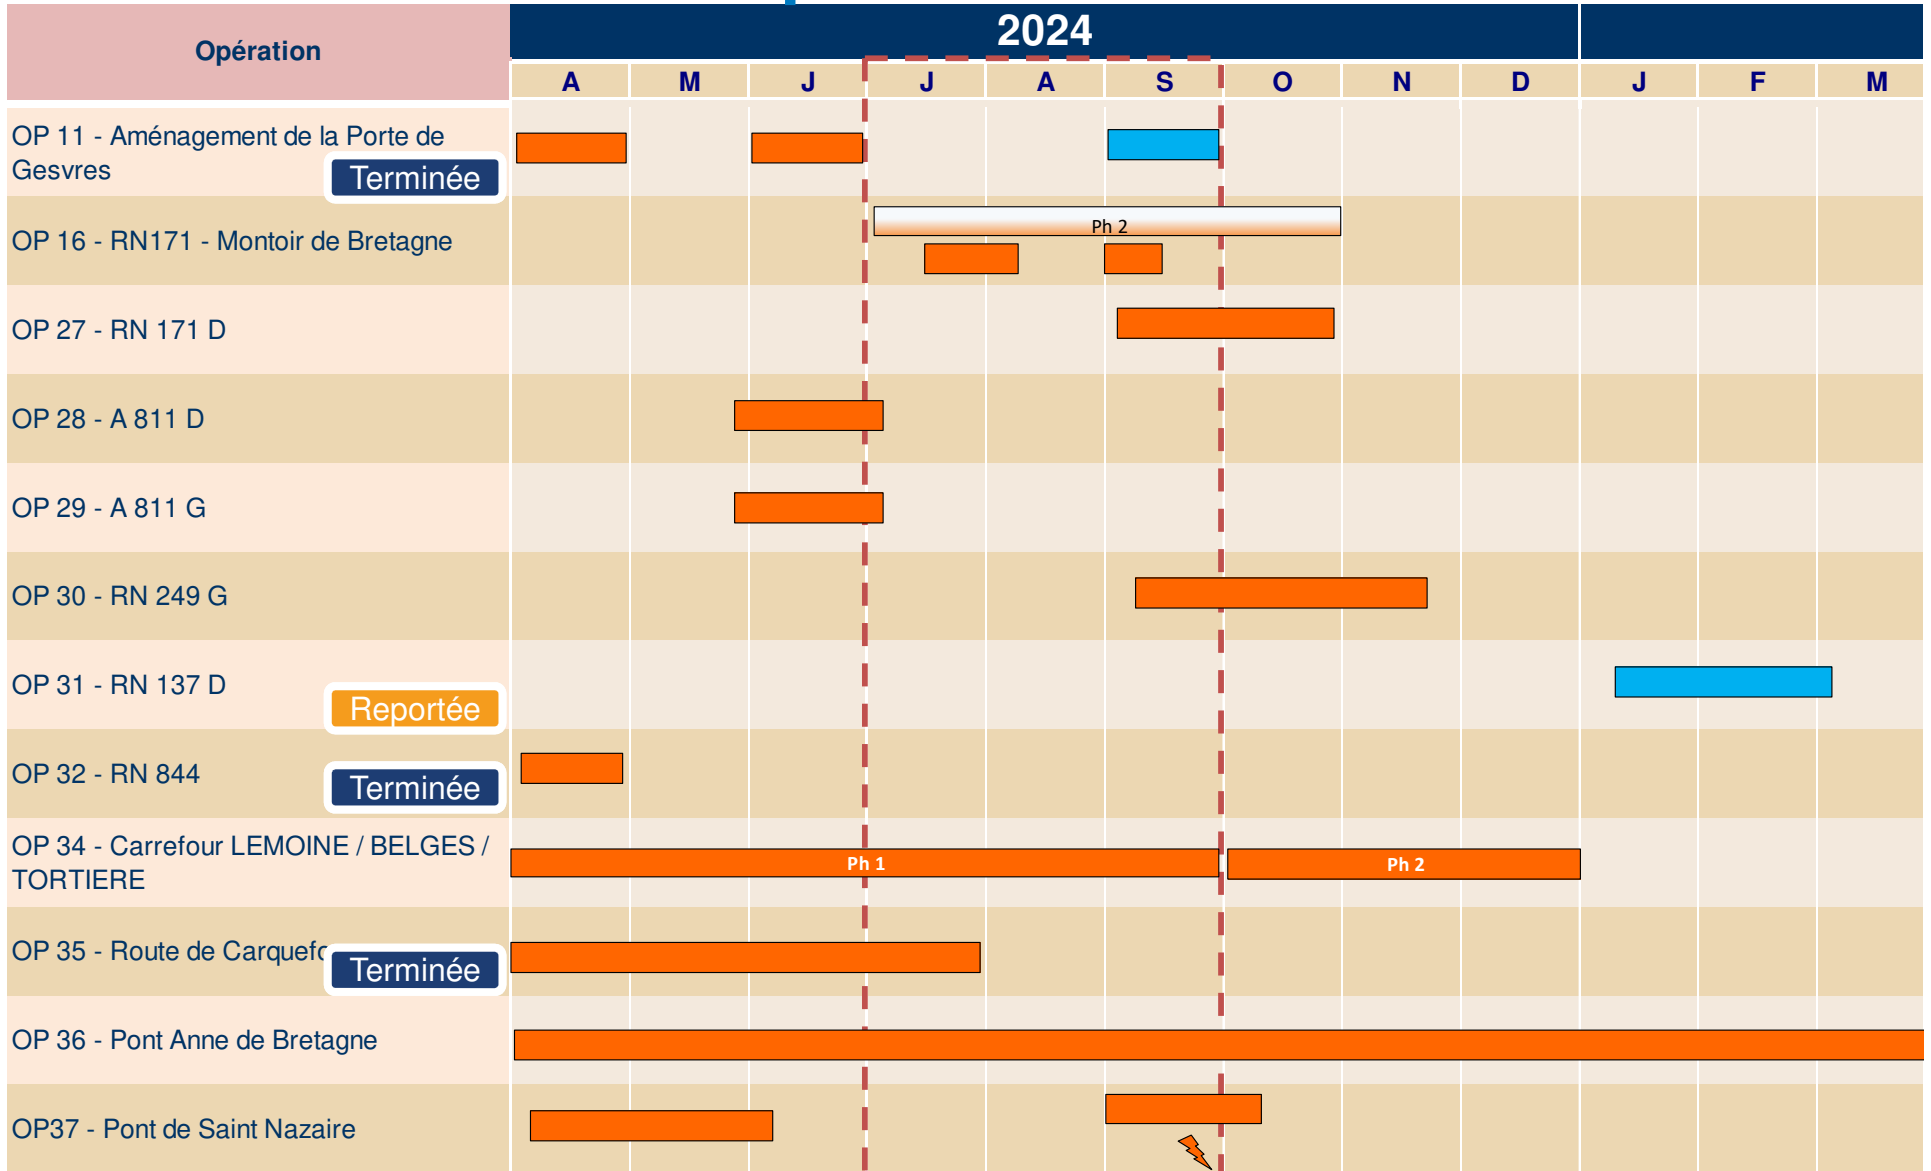 Opération
2024
A M J J A S O N D J F M
OP 11 - Aménagement de la Porte de
Gesvres
Terminée
OP 16 - RN171 - Montoir de Bretagne
Ph 2
OP 27 - RN 171 D
OP 28 - A 811 D
OP 29 - A 811 G
OP 30 - RN 249 G
OP 31 - RN 137 D
Reportée
OP 32 - RN 844
Terminée
OP 34 - Carrefour LEMOINE / BELGES /
TORTIERE
Ph 1
Ph 2
OP 35 - Route de Carquefo
Terminée
OP 36 - Pont Anne de Bretagne
OP37 - Pont de Saint Nazaire